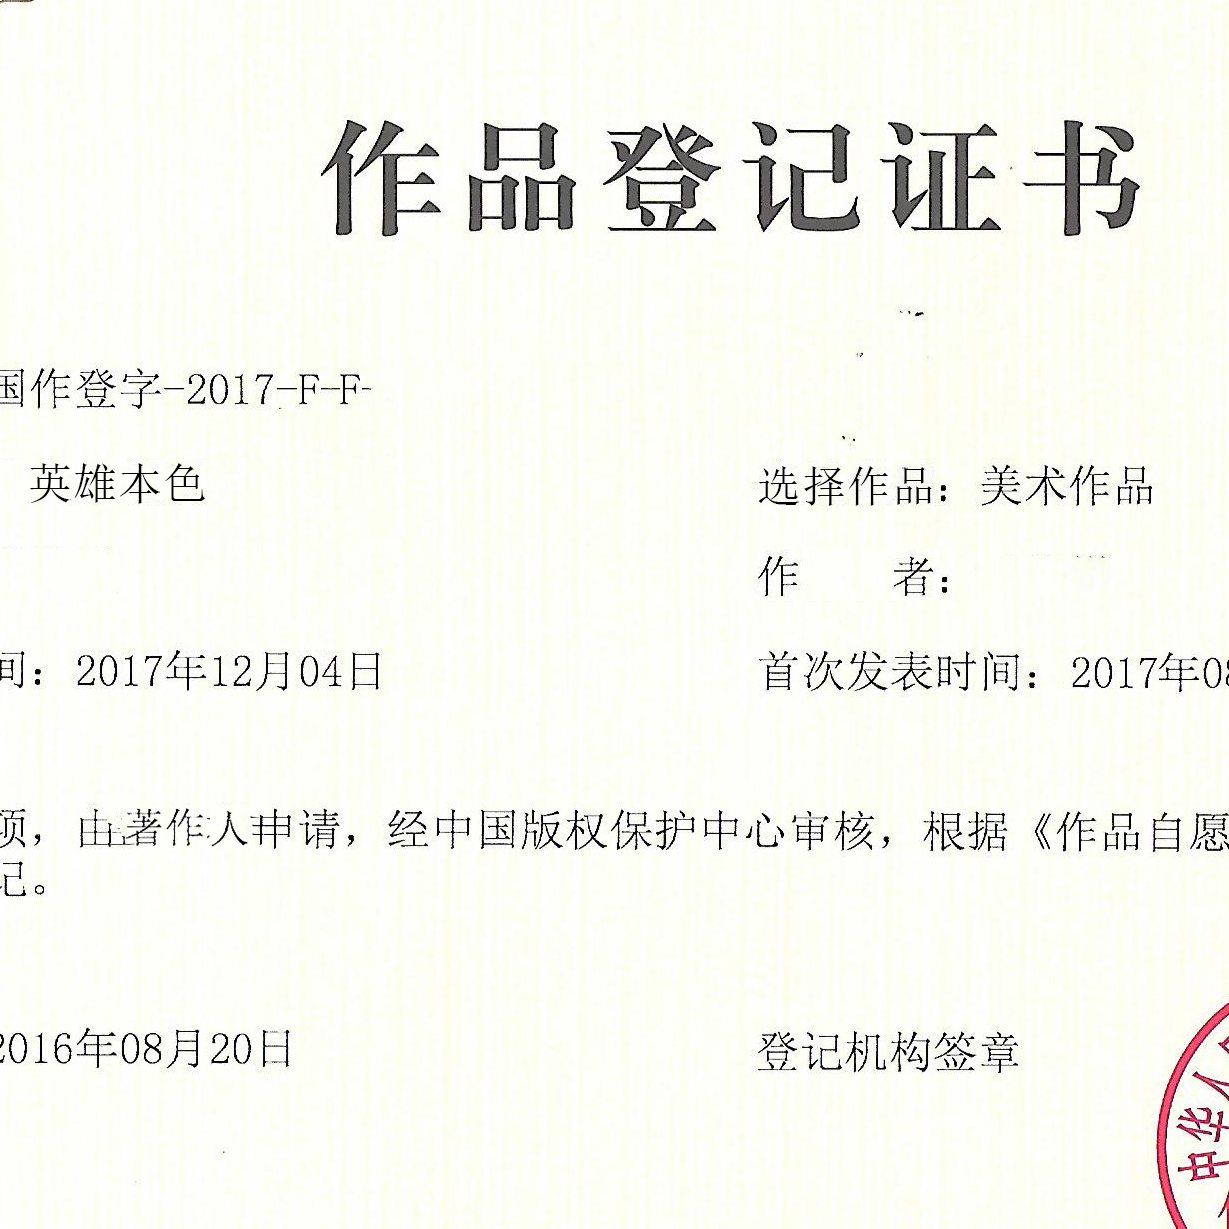 作品登记证书
国作登字-2017-F-F-
英雄本色
选择作品：美术作品
作 者：
间：2017年12月04日
首次发表时间：2017年08
项，由著作人申请，经中国版权保护中心审核，根据《作品自愿
记。
2016年08月20日
登记机构签章
中华人